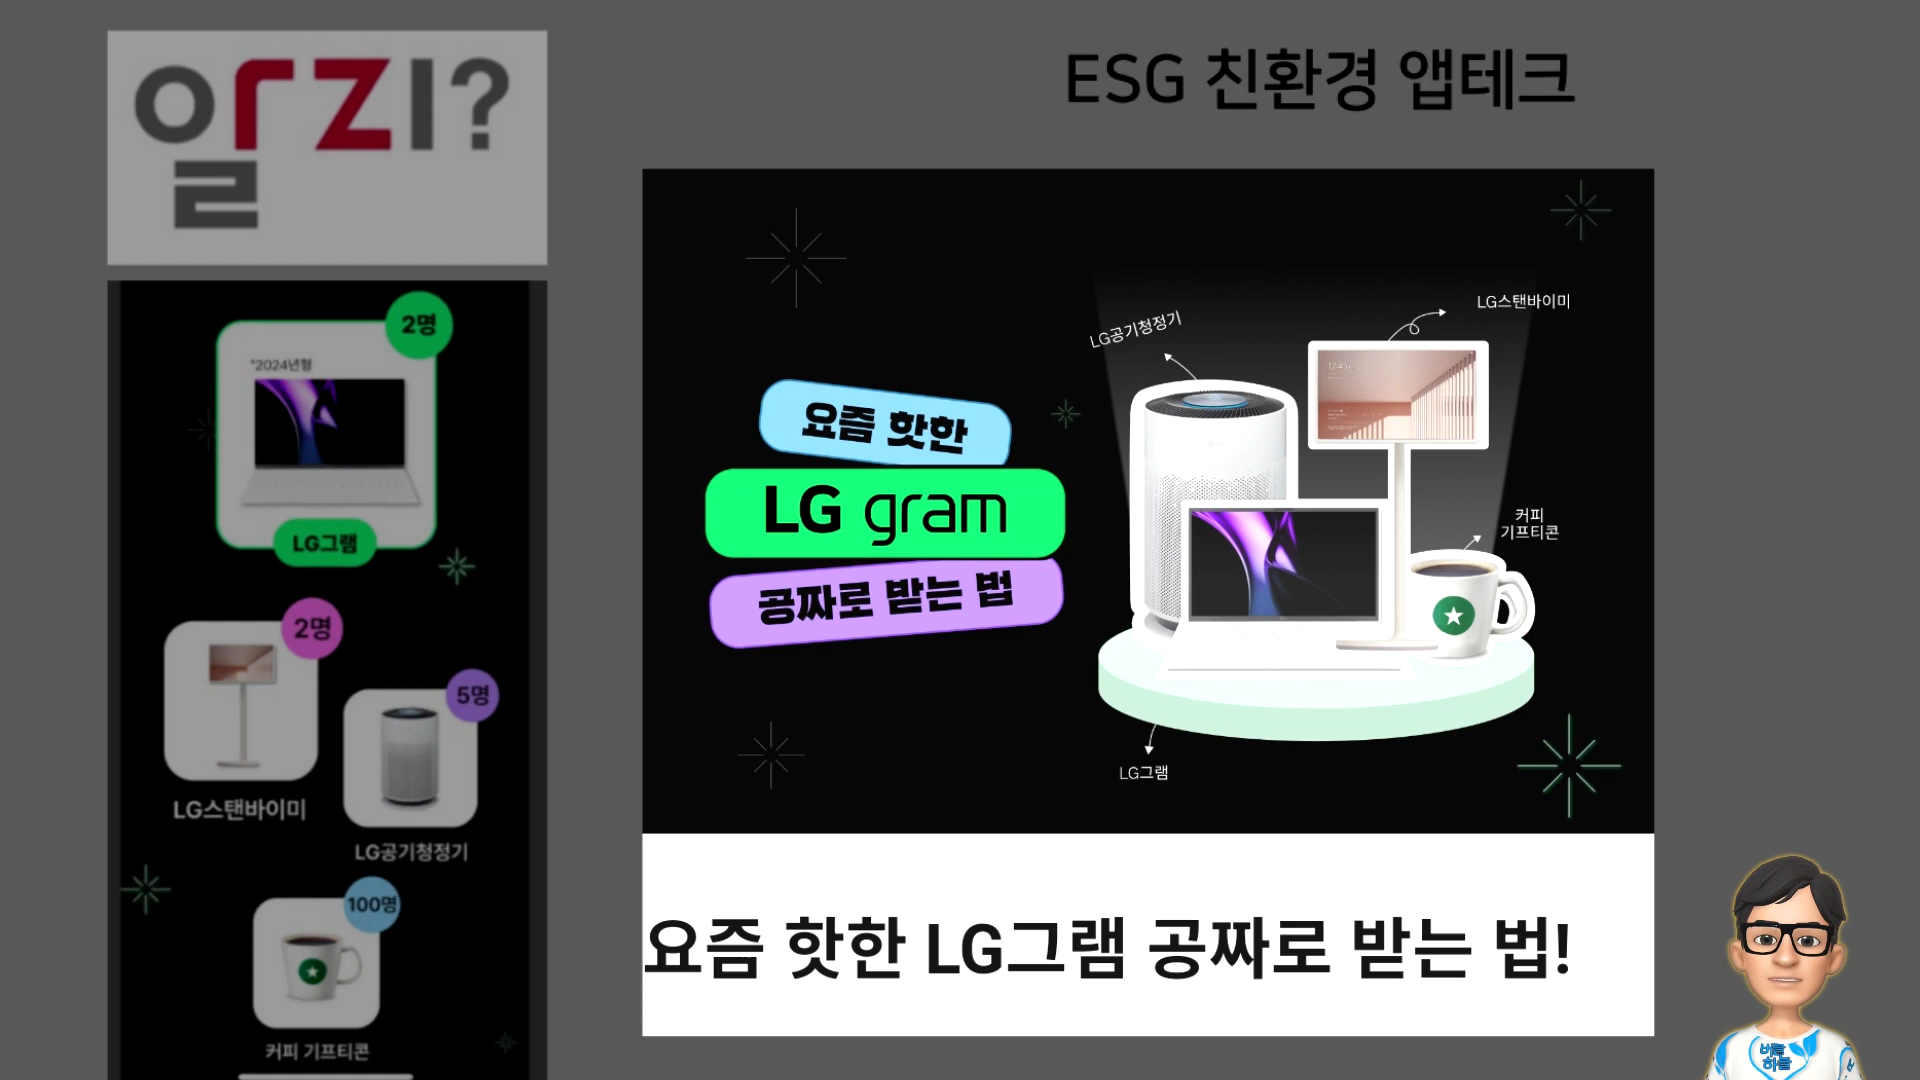 알지?
ESG 친환경 앱테크
2명
*2024년형
LG그램
2명
LG스탠바이미
5명
LG공기청정기
100명
커피 기프티콘
요즘 핫한
LG gram
공짜로 받는 법
LG공기청정기
LG스탠바이미
커피
기프티콘
LG그램
요즘 핫한 LG그램 공짜로 받는 법!
버들
하늘